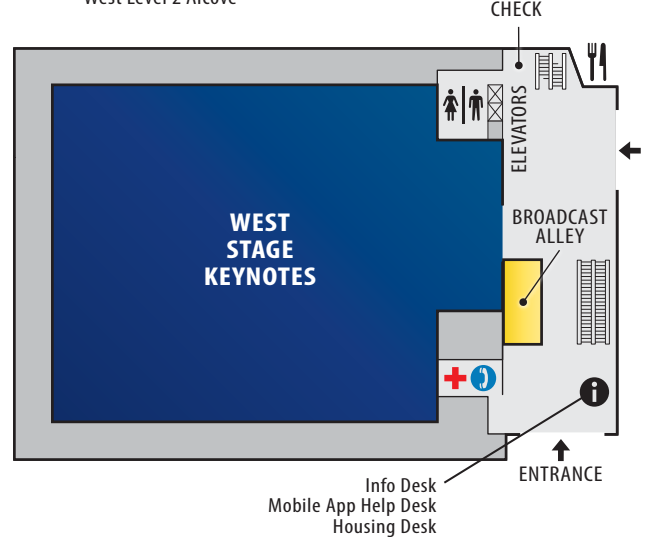 West Level 2 Alcove
CHECK
ELEVATORS
BROADCAST
ALLEY
WEST
STAGE
KEYNOTES
ENTRANCE
Info Desk
Mobile App Help Desk
Housing Desk